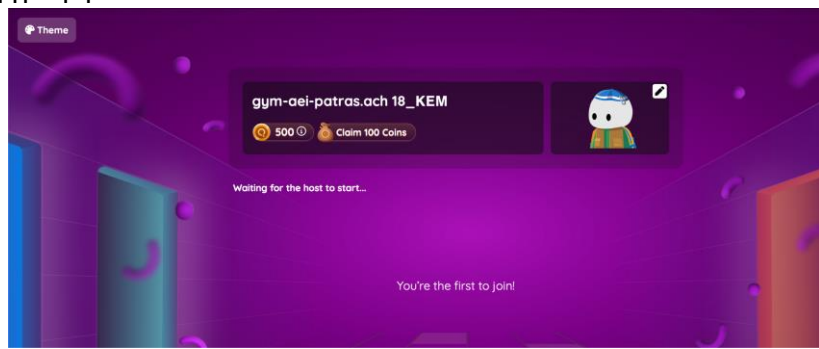 Theme
gym-aei-patras.ach 18_KEM
500
Claim 100 Coins
Waiting for the host to start...
You're the first to join!